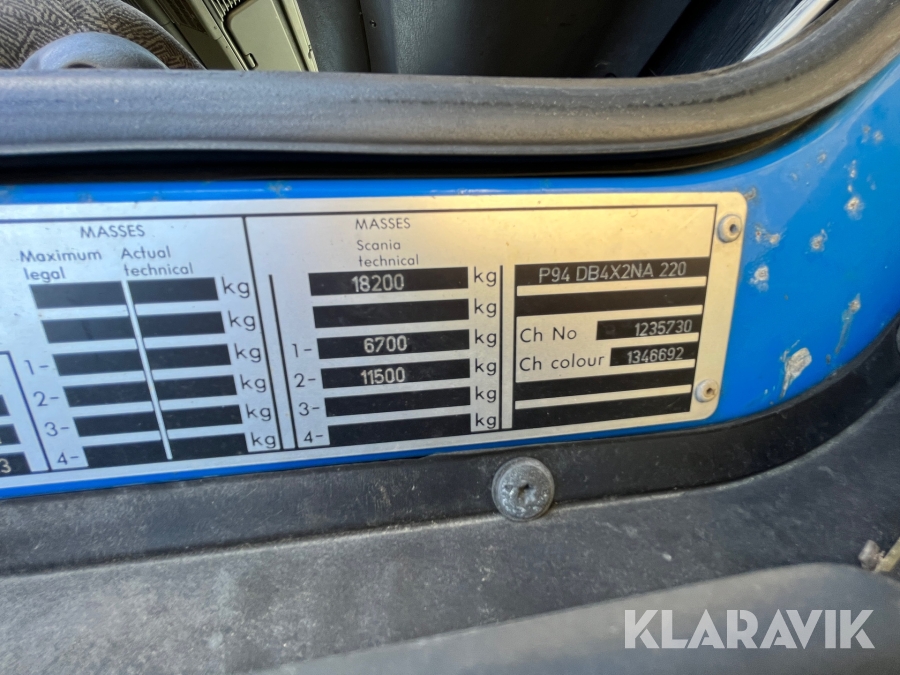 MASSES
Maximum legal
Actual technical
kg
kg
1- kg
2- kg
3- kg
4- kg
3
MASSES
Scania technical
18200 kg
kg
1- 6700 kg
2- 11500 kg
3- kg
4- kg
P94 DB4X2NA 220
Ch No 1235730
Ch colour 1346692
KLARAVIK